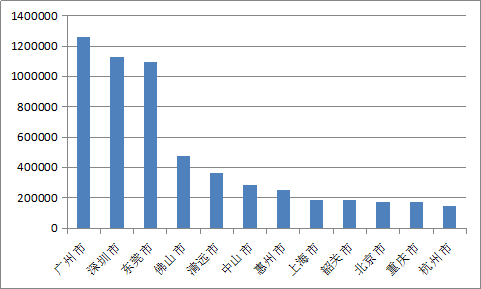 1400000
1200000
1000000
800000
600000
400000
200000
0
广州市
深圳市
东莞市
佛山市
清远市
中山市
惠州市
上海市
韶关市
北京市
重庆市
杭州市